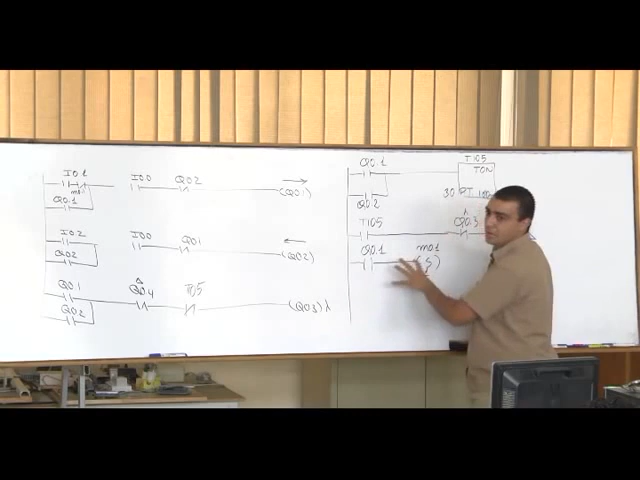 I0.1
I0.0 Q0.2
(Q0.1)
Q0.1
I0.2 I0.0 Q0.1
(Q0.2)
Q0.2
Q0.1 Q0.4 T105
(Q0.3) λ
Q0.2
Q0.1 T105
TON
Q0.2 30 PT 100
T105 Q0.3
Q0.1 m0.1
(S)